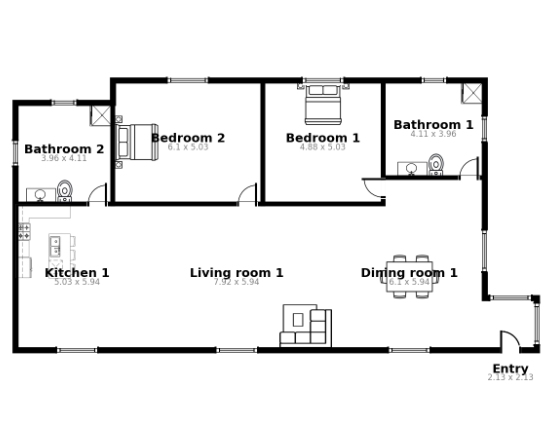 Bathroom 1
4.11 x 3.96
Bedroom 2
6.1 x 5.03
Bedroom 1
4.88 x 5.03
Bathroom 2
3.96 x 4.11
Kitchen 1
5.03 x 5.94
Living room 1
7.92 x 5.94
Dining room 1
6.1 x 5.94
Entry
2.13 x 2.13